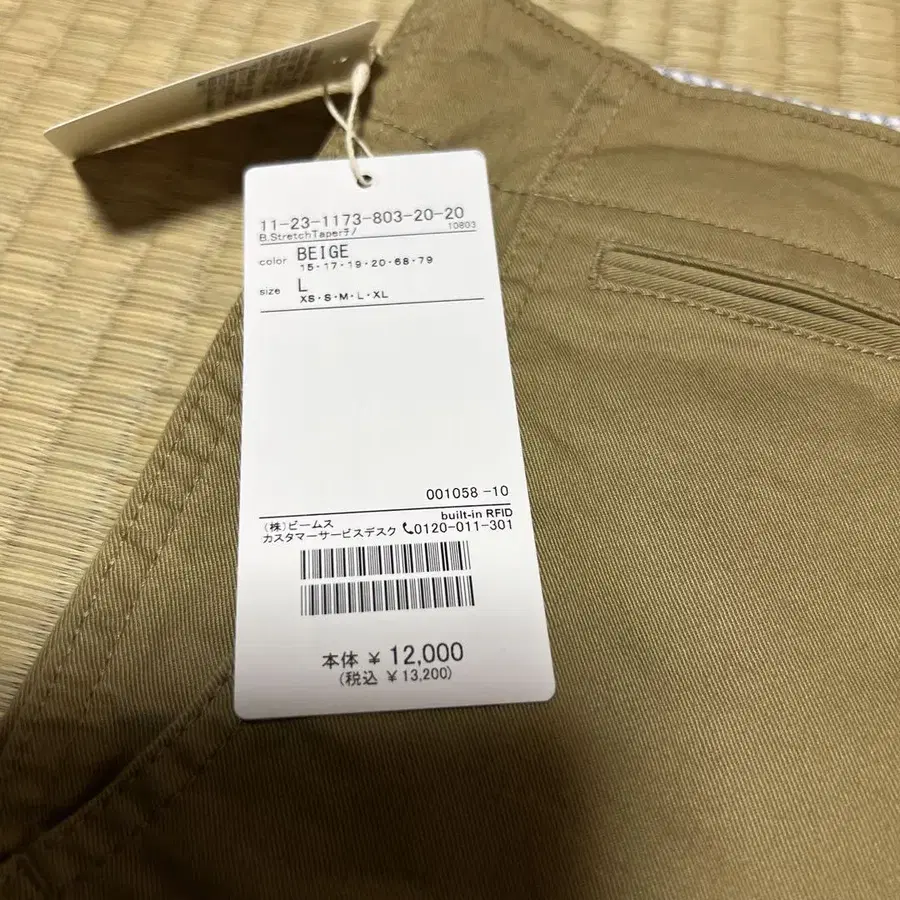 11-23-1173-803-20-20
B.StretchTaperﾁﾉ 10803
color BEIGE
15・17・19・20・68・79
size L
XS・S・M・L・XL
001058 -10
built-in RFID
(株)ビームス
カスタマーサービスデスク 0120-011-301
本体 ¥ 12,000
(税込 ¥ 13,200)